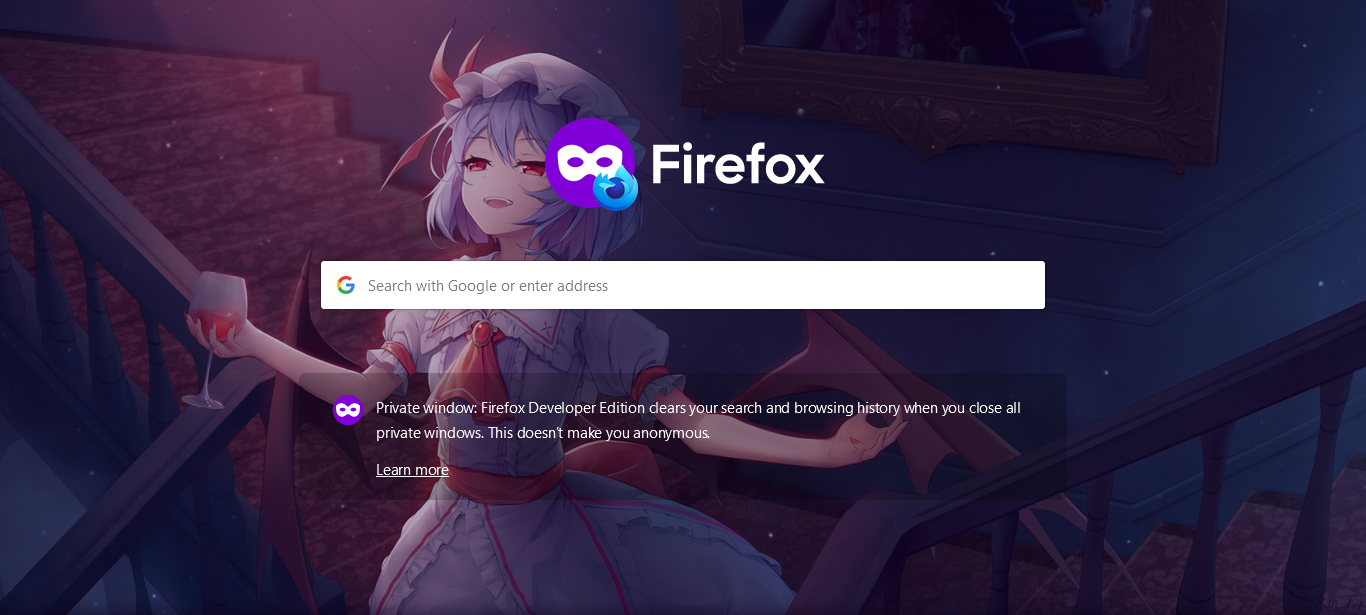 Firefox
Search with Google or enter address
Private window: Firefox Developer Edition clears your search and browsing history when you close all
private windows. This doesn’t make you anonymous.
Learn more